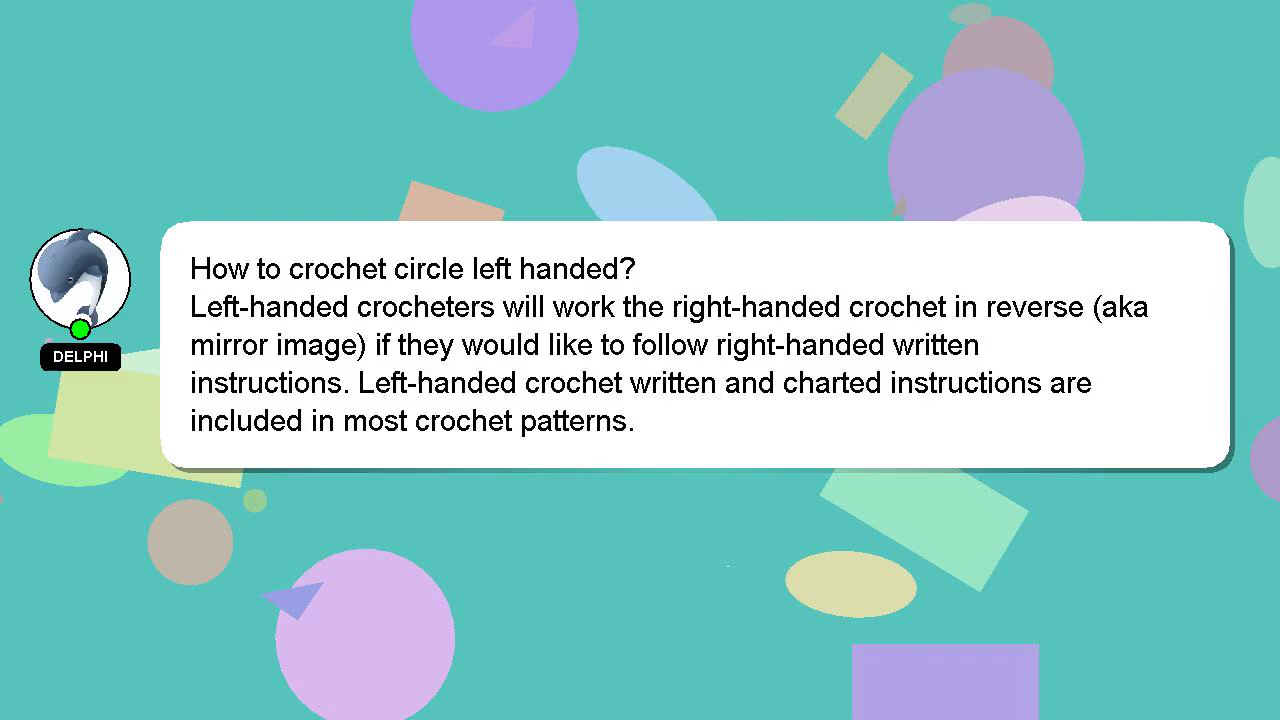 How to crochet circle left handed?
Left-handed crocheters will work the right-handed crochet in reverse (aka
mirror image) if they would like to follow right-handed written
instructions. Left-handed crochet written and charted instructions are
included in most crochet patterns.
DELPHI